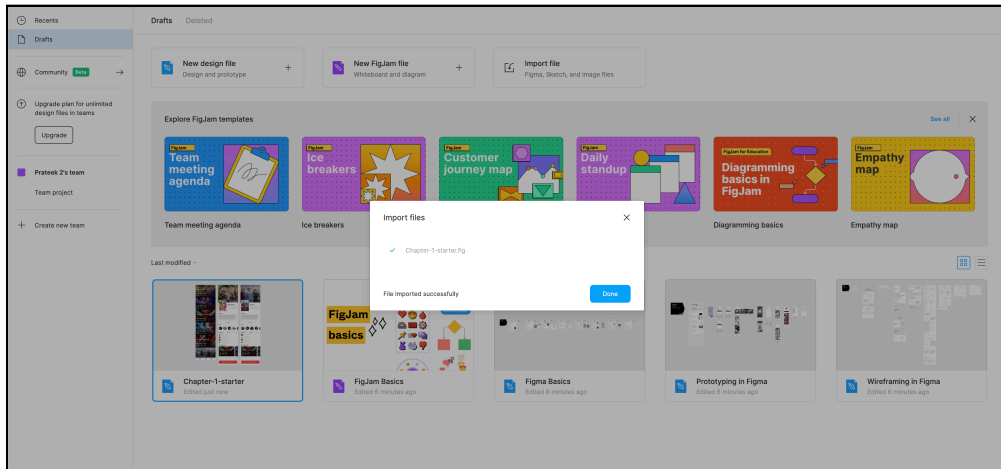 Recents
Drafts
Community Beta
Upgrade plan for unlimited
design files in teams
Upgrade
Prateek 2's team
Team project
Create new team
Drafts Deleted
New design file
Design and prototype
New FigJam file
Whiteboard and diagram
Import file
Figma, Sketch, and image files
Explore FigJam templates
See all
FigJam
Team
meeting
agenda
Team meeting agenda
FigJam
Ice
breakers
Ice breakers
FigJam
Customer
journey map
FigJam
Daily
standup
FigJam for Education
Diagramming
basics in
FigJam
Diagramming basics
FigJam
Empathy
map
Empathy map
Import files
Chapter-1-starter.fig
File imported successfully
Done
Last modified
Chapter-1-starter
Edited just now
FigJam
basics
FigJam Basics
Edited 6 minutes ago
Figma Basics
Edited 6 minutes ago
Prototyping in Figma
Edited 6 minutes ago
Wireframing in Figma
Edited 6 minutes ago